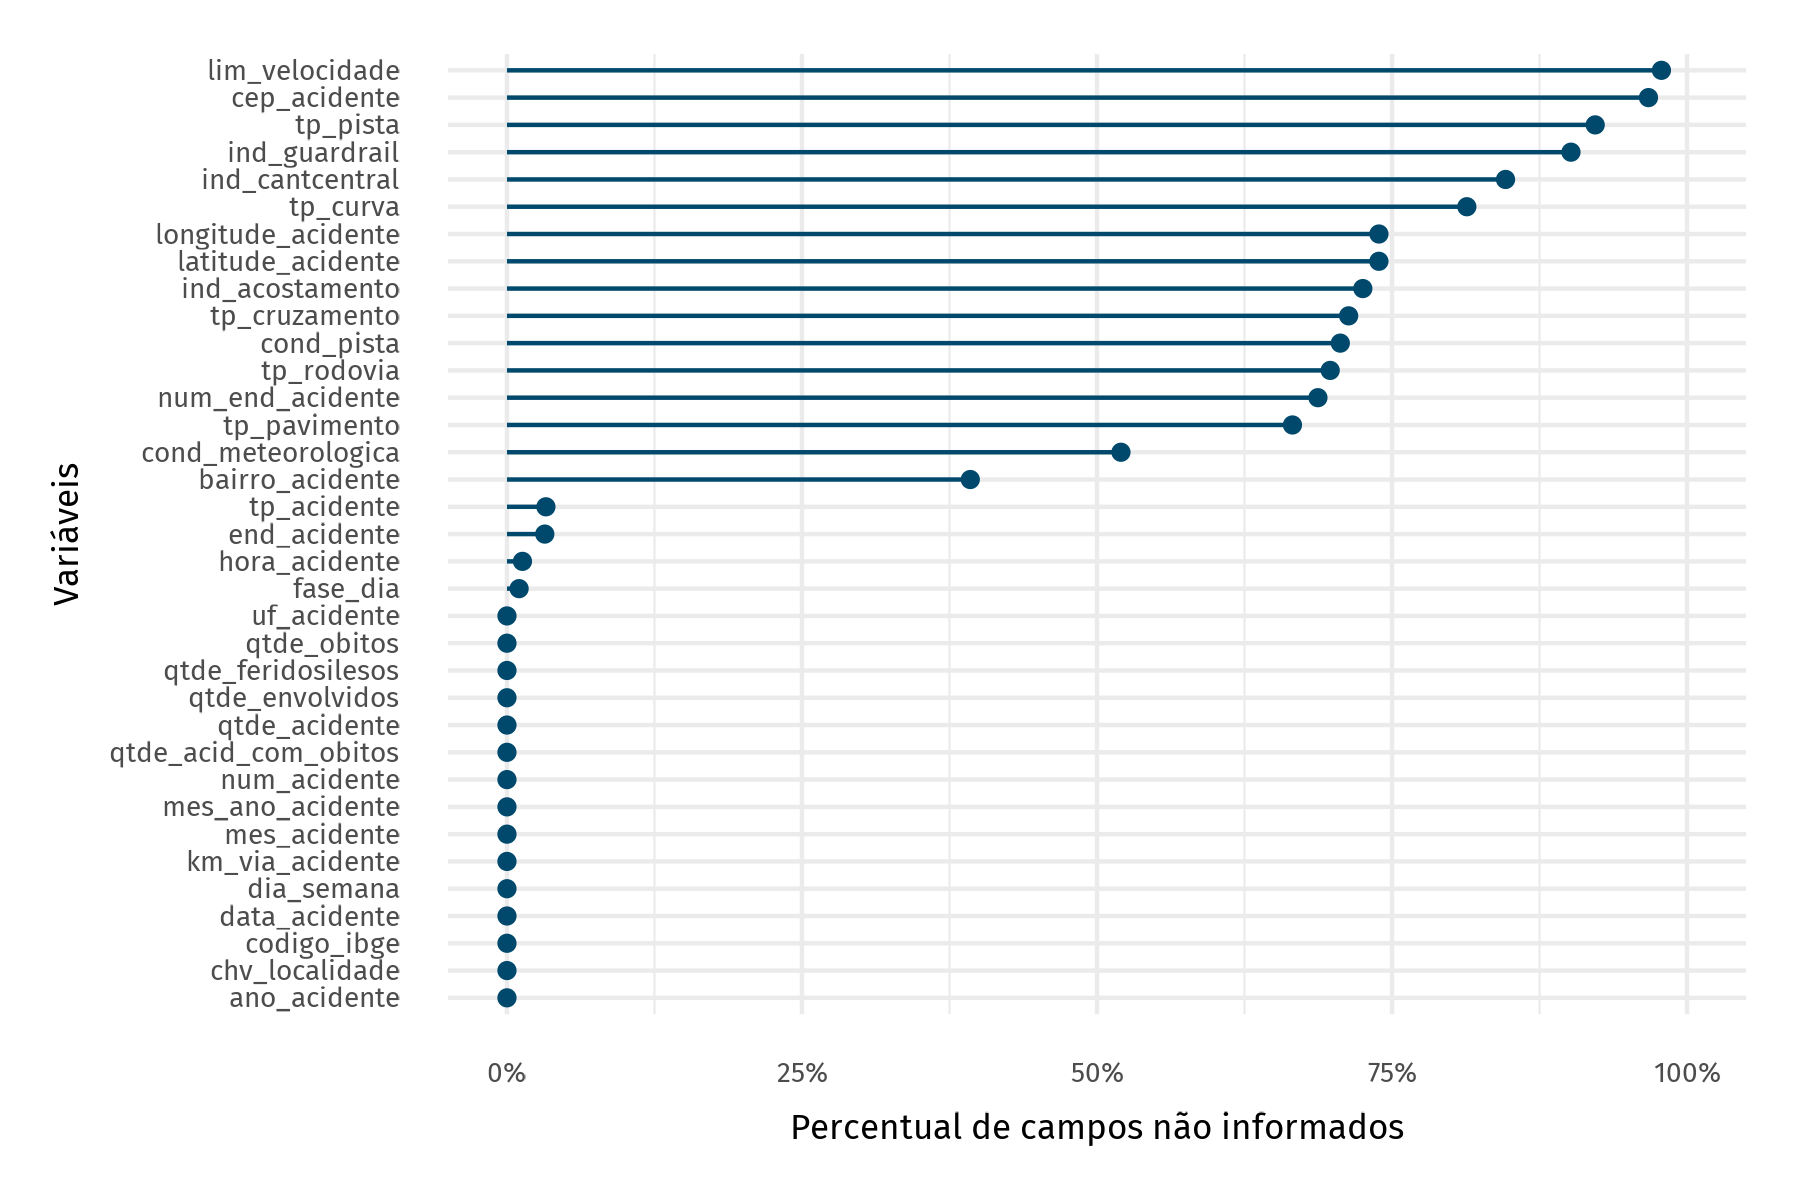 lim_velocidade
cep_acidente
tp_pista
ind_guardrail
ind_cantcentral
tp_curva
longitude_acidente
latitude_acidente
ind_acostamento
tp_cruzamento
cond_pista
tp_rodovia
num_end_acidente
tp_pavimento
cond_meteorologica
bairro_acidente
tp_acidente
end_acidente
hora_acidente
fase_dia
uf_acidente
qtde_obitos
qtde_feridosilesos
qtde_envolvidos
qtde_acidente
qtde_acid_com_obitos
num_acidente
mes_ano_acidente
mes_acidente
km_via_acidente
dia_semana
data_acidente
codigo_ibge
chv_localidade
ano_acidente
Variáveis
0% 25% 50% 75% 100%
Percentual de campos não informados